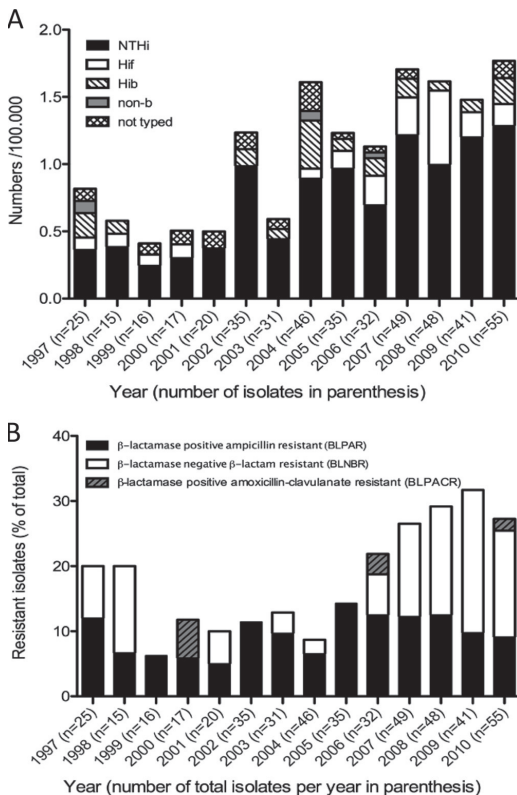 A
NTHi
Hif
Hib
non-b
not typed
Numbers /100.000
2.0
1.5
1.0
0.5
0.0
1997 (n=25)
1998 (n=15)
1999 (n=16)
2000 (n=17)
2001 (n=20)
2002 (n=35)
2003 (n=31)
2004 (n=46)
2005 (n=35)
2006 (n=32)
2007 (n=49)
2008 (n=48)
2009 (n=41)
2010 (n=55)
Year (number of isolates in parenthesis)
B
β-lactamase positive ampicillin resistant (BLPAR)
β-lactamase negative β-lactam resistant (BLNBR)
β-lactamase positive amoxicillin-clavulanate resistant (BLPACR)
Resistant isolates (% of total)
40
30
20
10
0
1997 (n=25)
1998 (n=15)
1999 (n=16)
2000 (n=17)
2001 (n=20)
2002 (n=35)
2003 (n=31)
2004 (n=46)
2005 (n=35)
2006 (n=32)
2007 (n=49)
2008 (n=48)
2009 (n=41)
2010 (n=55)
Year (number of total isolates per year in parenthesis)